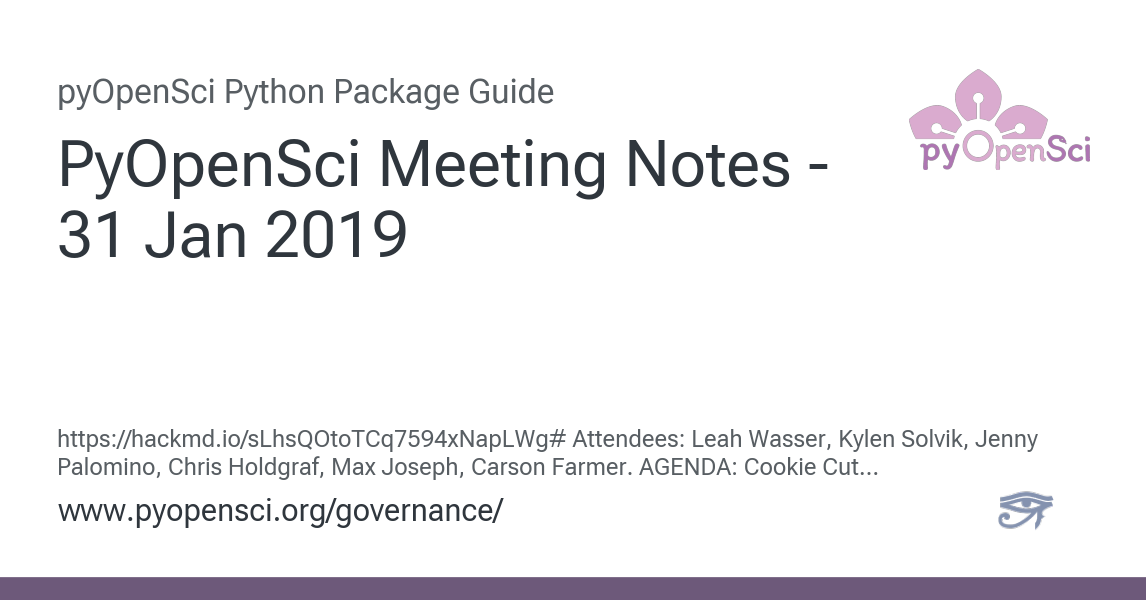 pyOpenSci Python Package Guide
PyOpenSci Meeting Notes -
31 Jan 2019
pyOpenSci
https://hackmd.io/sLhsQOtoTCq7594xNapLWg# Attendees: Leah Wasser, Kylen Solvik, Jenny
Palomino, Chris Holdgraf, Max Joseph, Carson Farmer. AGENDA: Cookie Cut...
www.pyopensci.org/governance/